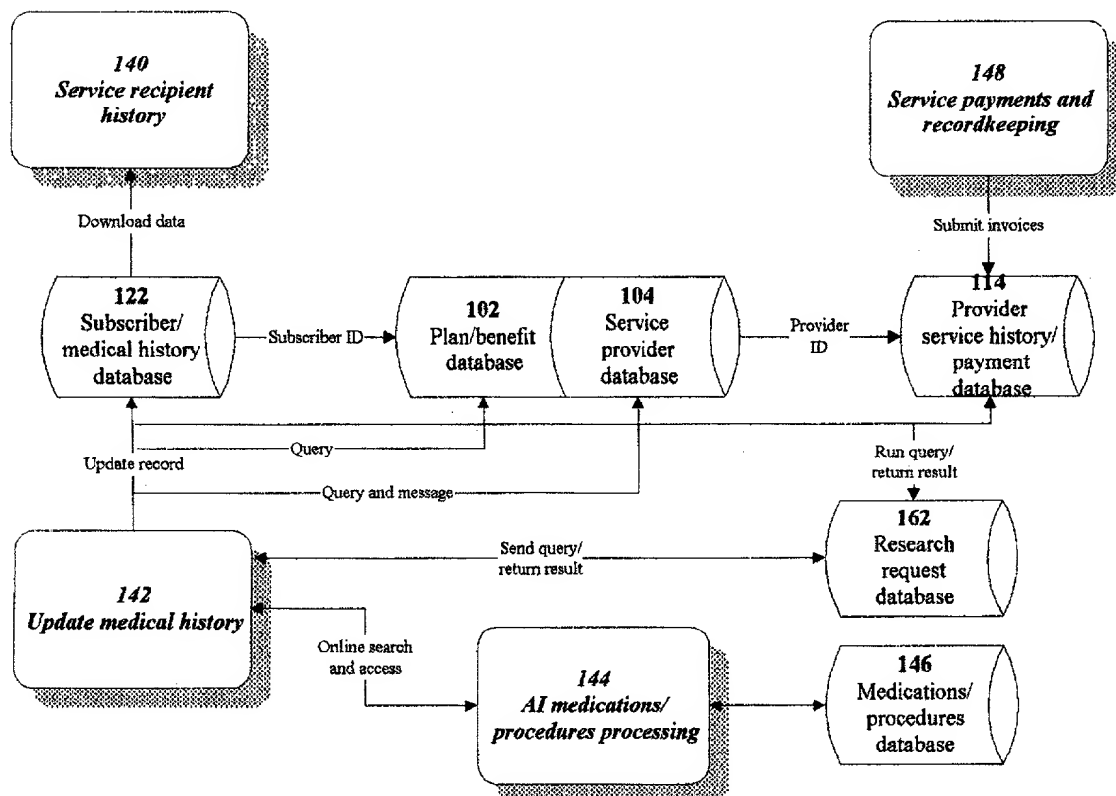 140
Service recipient
history
148
Service payments and
recordkeeping
Download data
Submit invoices
122
Subscriber/
medical history
database
Subscriber ID
102
Plan/benefit
database
104
Service
provider
database
Provider
ID
114
Provider
service history/
payment
database
Query
Update record
Query and message
Run query/
return result
162
Research
request
database
Send query/
return result
142
Update medical history
Online search
and access
144
AI medications/
procedures processing
146
Medications/
procedures
database